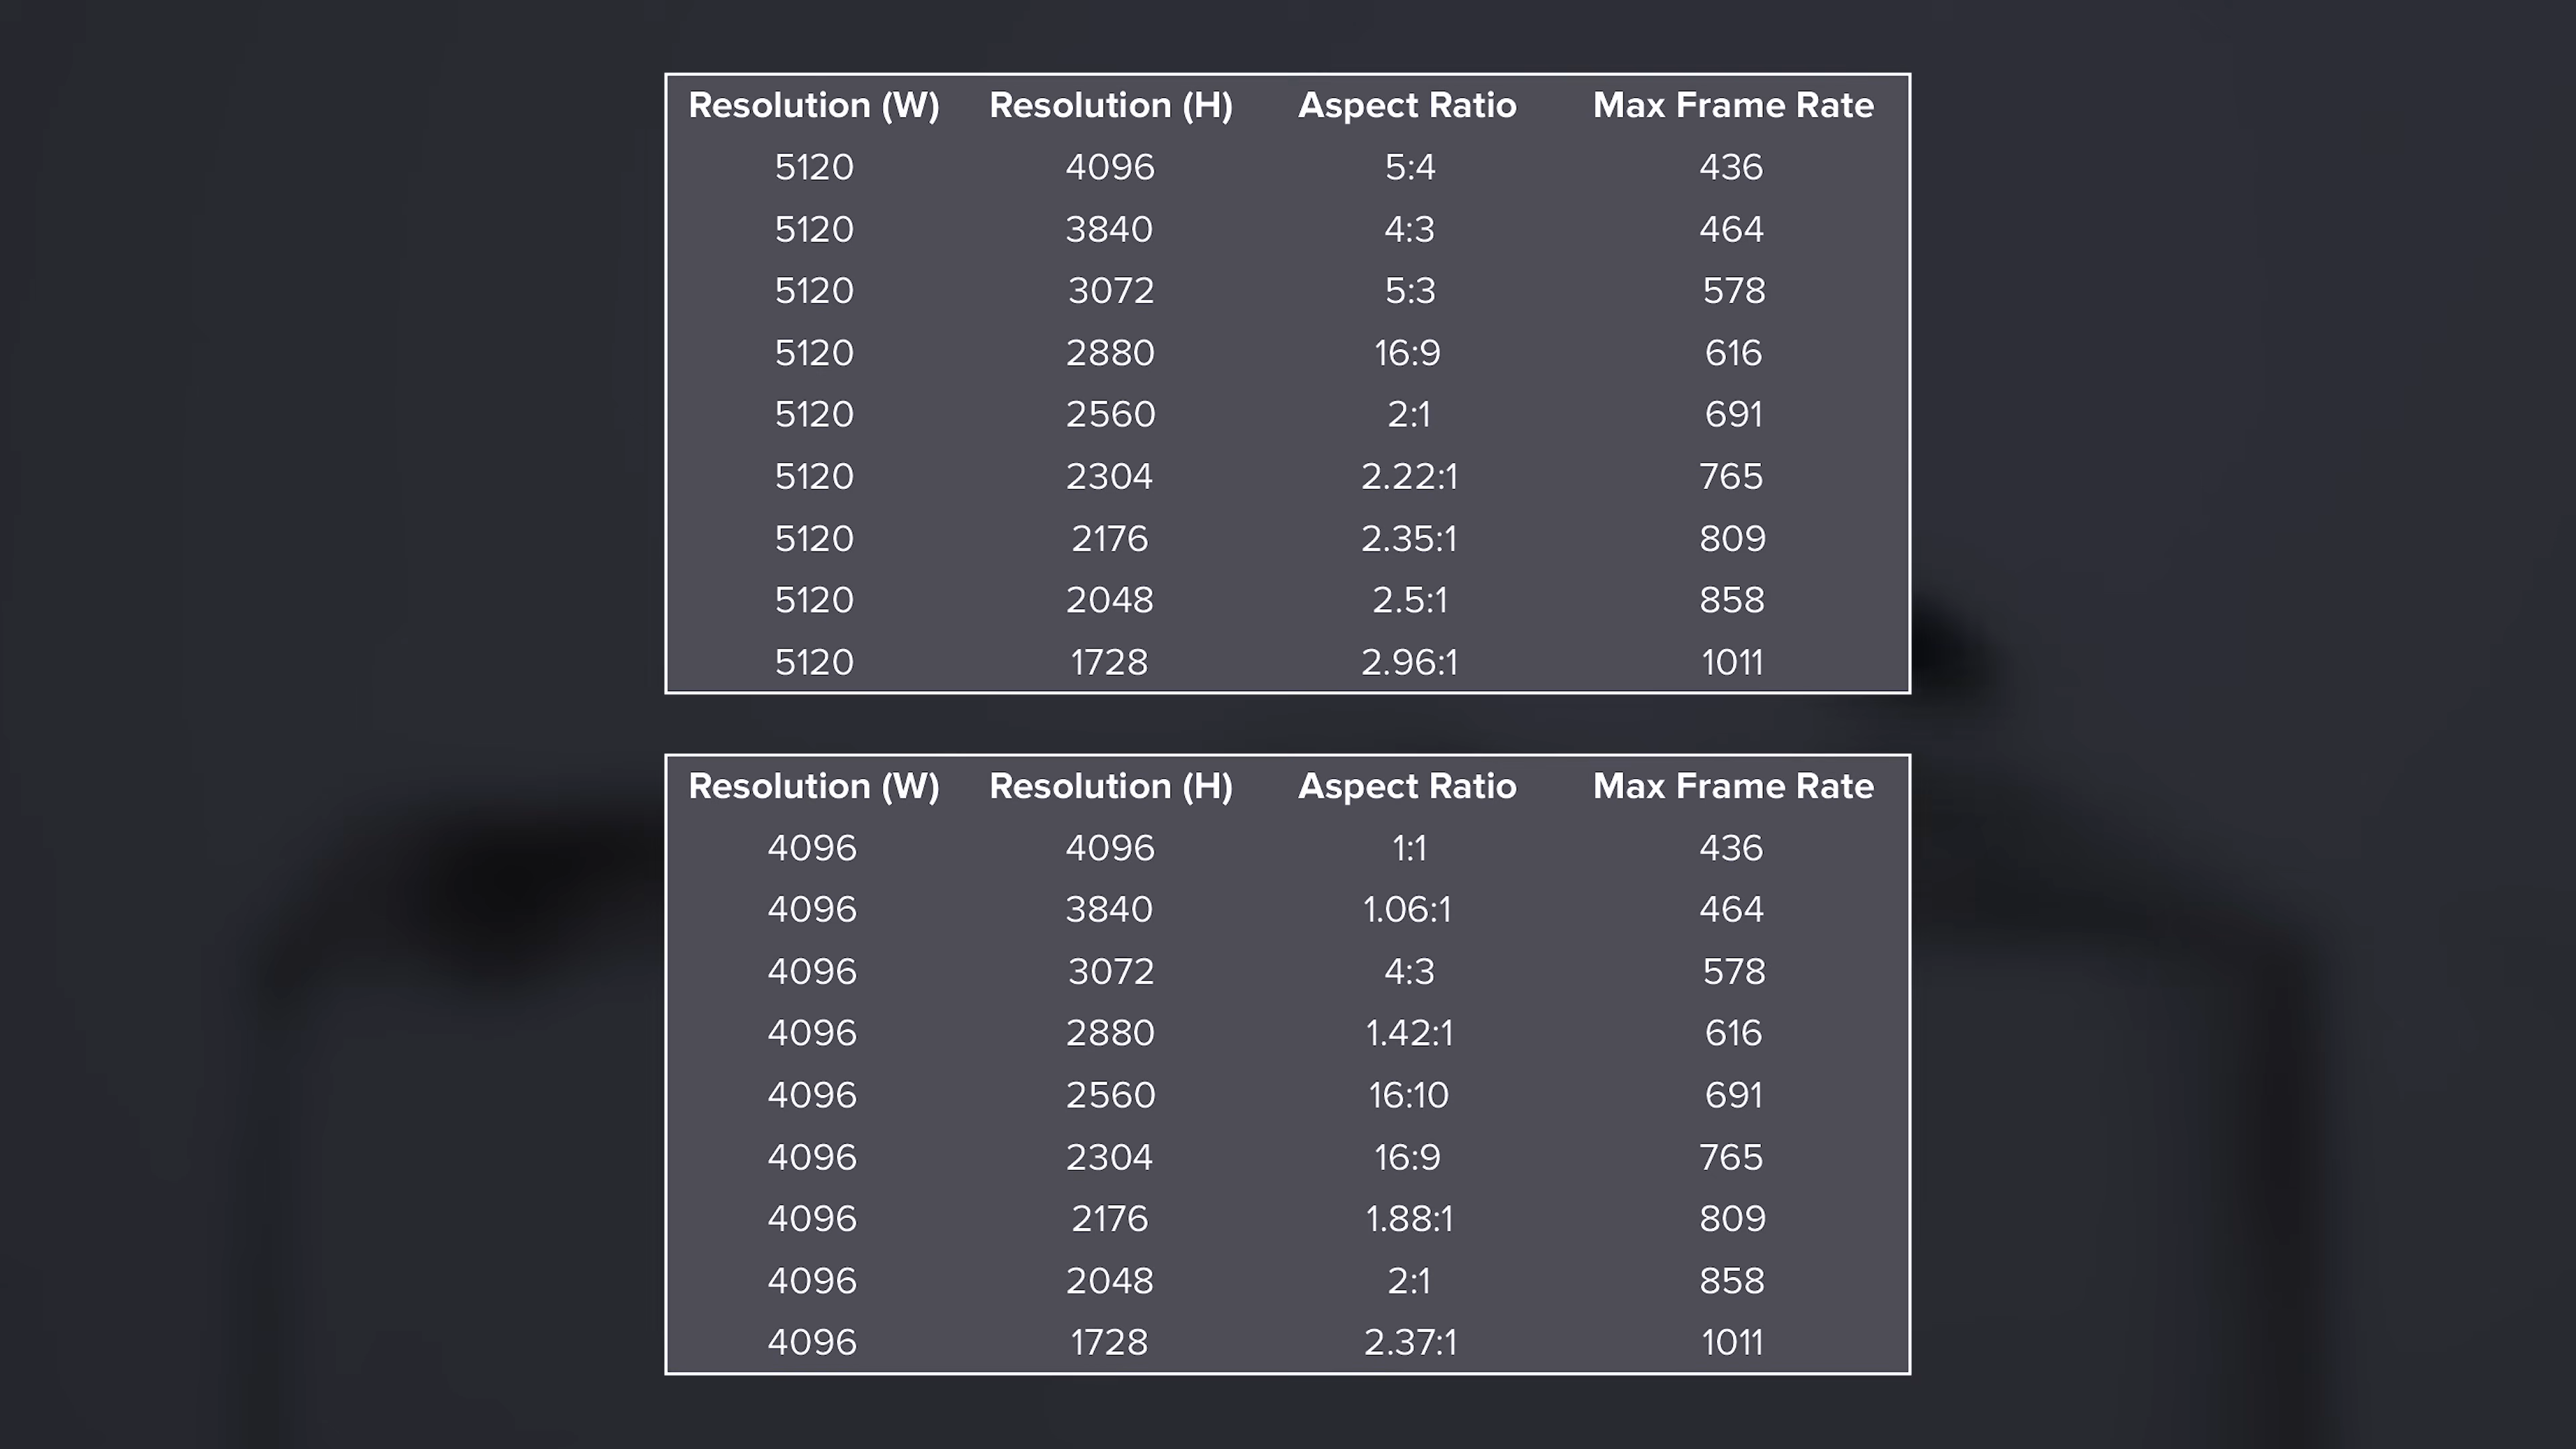 Resolution (W) Resolution (H) Aspect Ratio Max Frame Rate
5120 4096 5:4 436
5120 3840 4:3 464
5120 3072 5:3 578
5120 2880 16:9 616
5120 2560 2:1 691
5120 2304 2.22:1 765
5120 2176 2.35:1 809
5120 2048 2.5:1 858
5120 1728 2.96:1 1011
Resolution (W) Resolution (H) Aspect Ratio Max Frame Rate
4096 4096 1:1 436
4096 3840 1.06:1 464
4096 3072 4:3 578
4096 2880 1.42:1 616
4096 2560 16:10 691
4096 2304 16:9 765
4096 2176 1.88:1 809
4096 2048 2:1 858
4096 1728 2.37:1 1011